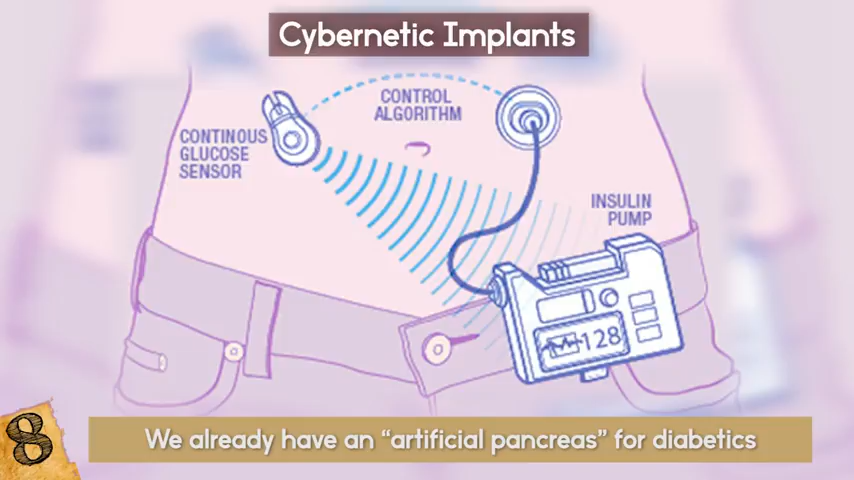 Cybernetic Implants
CONTROL
ALGORITHM
CONTINOUS
GLUCOSE
SENSOR
INSULIN
PUMP
128
8
We already have an “artificial pancreas” for diabetics